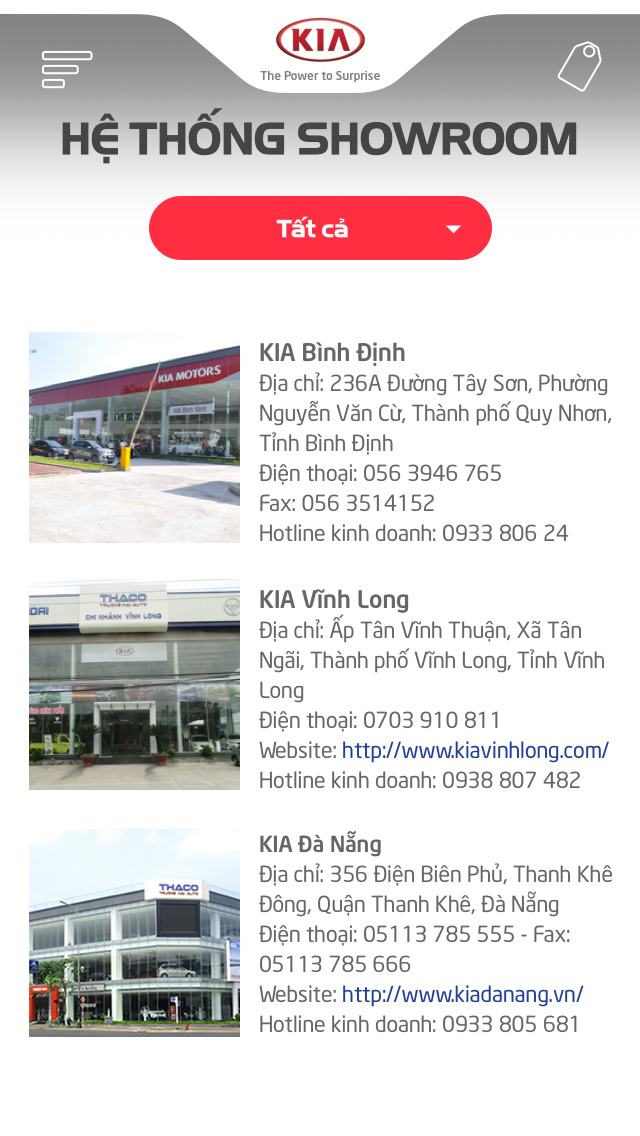 KIA
The Power to Surprise
HỆ THỐNG SHOWROOM
Tất cả
KIA MOTORS
KIA Bình Định
KIA Bình Định
Địa chỉ: 236A Đường Tây Sơn, Phường
Nguyễn Văn Cừ, Thành phố Quy Nhơn,
Tỉnh Bình Định
Điện thoại: 056 3946 765
Fax: 056 3514152
Hotline kinh doanh: 0933 806 24
THACO
TRUONG HAI AUTO
CHI NHÁNH VĨNH LONG
KIA
KIA Vĩnh Long
Địa chỉ: Ấp Tân Vĩnh Thuận, Xã Tân
Ngãi, Thành phố Vĩnh Long, Tỉnh Vĩnh
Long
Điện thoại: 0703 910 811
Website: http://www.kiavinhlong.com/
Hotline kinh doanh: 0938 807 482
THACO
TRUONG HAI AUTO
KIA Đà Nẵng
Địa chỉ: 356 Điện Biên Phủ, Thanh Khê
Đông, Quận Thanh Khê, Đà Nẵng
Điện thoại: 05113 785 555 - Fax:
05113 785 666
Website: http://www.kiadanang.vn/
Hotline kinh doanh: 0933 805 681